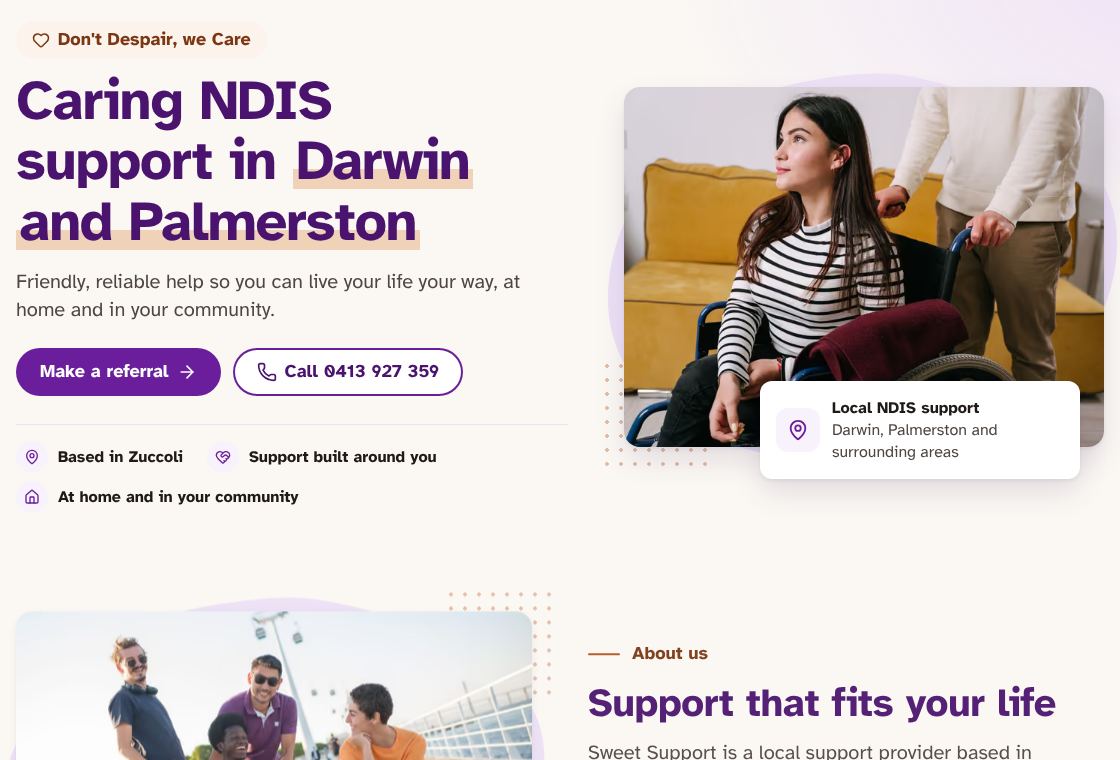 Don't Despair, we Care
Caring NDIS
support in Darwin
and Palmerston
Friendly, reliable help so you can live your life your way, at
home and in your community.
Make a referral
Call 0413 927 359
Based in Zuccoli
Support built around you
At home and in your community
Local NDIS support
Darwin, Palmerston and
surrounding areas
About us
Support that fits your life
Sweet Support is a local support provider based in